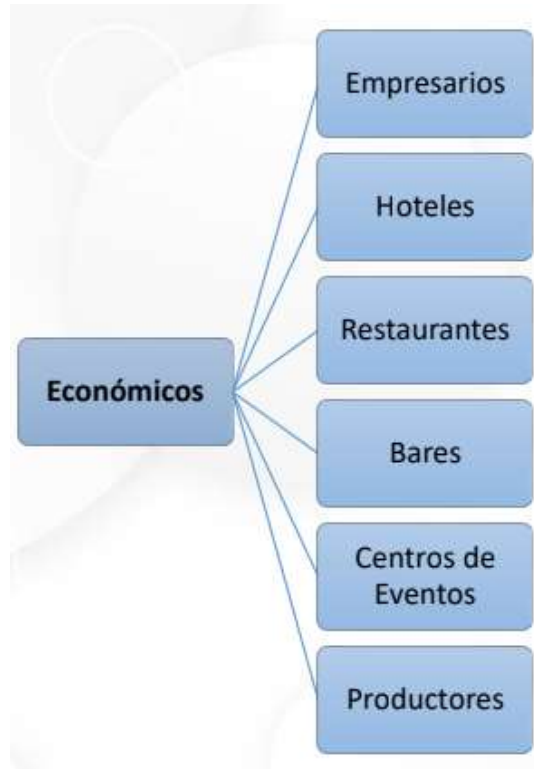 Empresarios
Hoteles
Restaurantes
Económicos
Bares
Centros de
Eventos
Productores